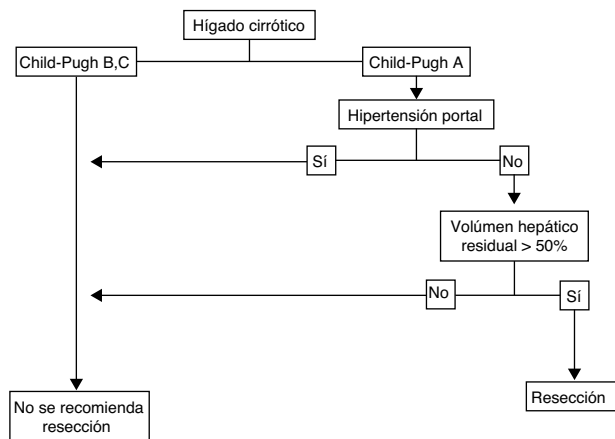 Hígado cirrótico
Child-Pugh B,C
Child-Pugh A
Hipertensión portal
Sí
No
Volúmen hepático
residual > 50%
No
Sí
No se recomienda
resección
Resección